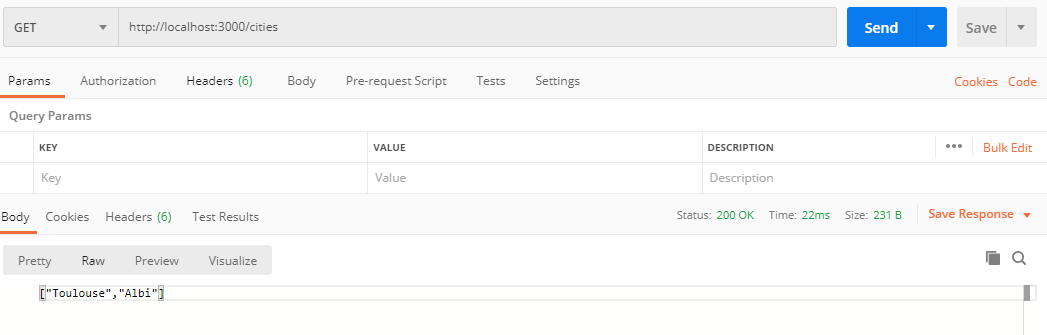 GET http://localhost:3000/cities Send Save
Params Authorization Headers (6) Body Pre-request Script Tests Settings Cookies Code
Query Params
KEY VALUE DESCRIPTION ••• Bulk Edit
Key Value Description
Body Cookies Headers (6) Test Results Status: 200 OK Time: 22ms Size: 231 B Save Response
Pretty Raw Preview Visualize
["Toulouse","Albi"]